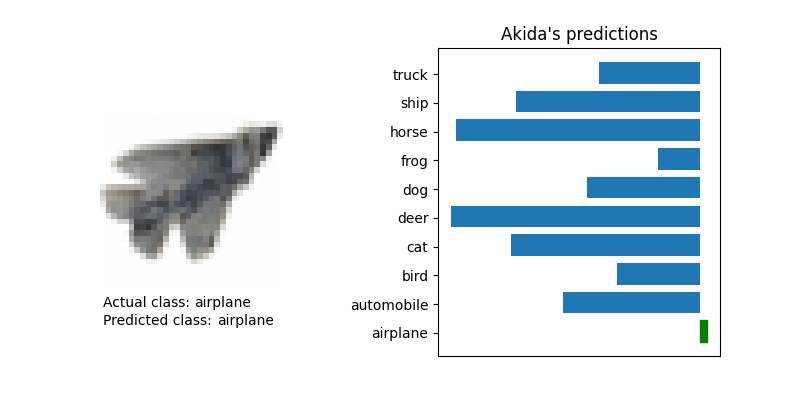 Akida's predictions
truck
ship
horse
frog
dog
deer
cat
bird
automobile
airplane
Actual class: airplane
Predicted class: airplane